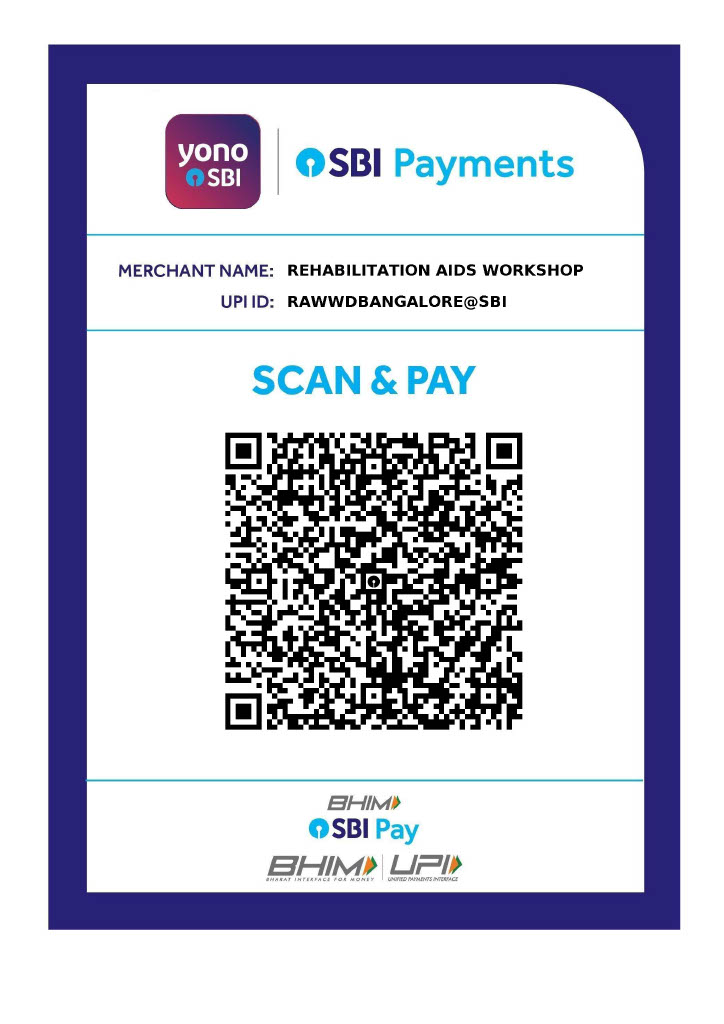 yono
SBI
SBI Payments
MERCHANT NAME: REHABILITATION AIDS WORKSHOP
UPI ID: RAWWDBANGALORE@SBI
SCAN & PAY
BHIM
SBI Pay
BHIM UPI
BHARAT INTERFACE FOR MONEY UNIFIED PAYMENTS INTERFACE